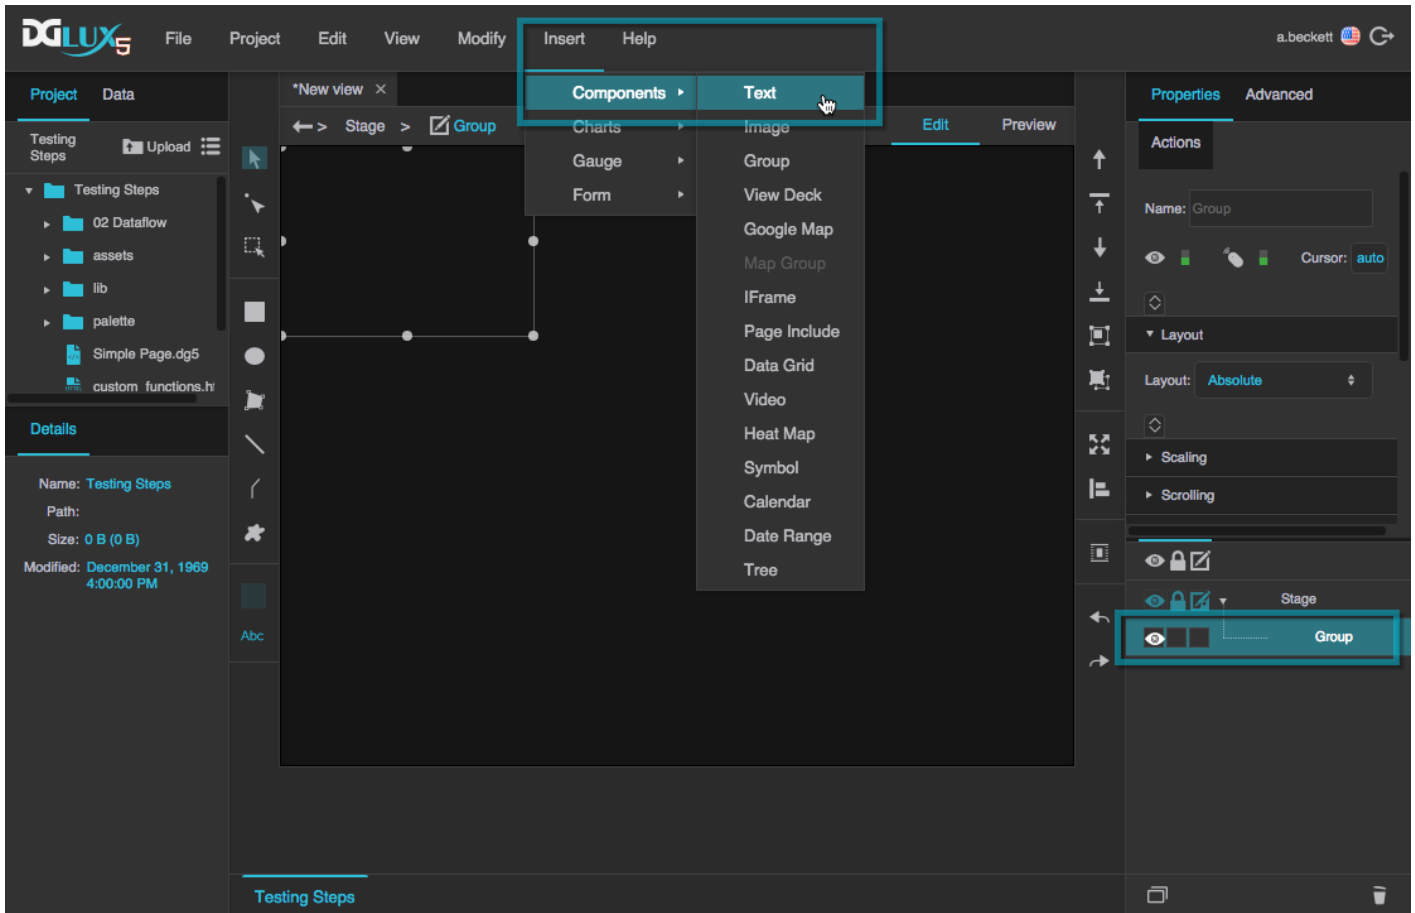 DGLUX5
File Project Edit View Modify Insert Help
a.beckett
Project Data
Testing Steps
Upload
Testing Steps
02 Dataflow
assets
lib
palette
Simple Page.dg5
custom_functions.ht
Details
Name: Testing Steps
Path:
Size: 0 B (0 B)
Modified: December 31, 1969
4:00:00 PM
Abc
*New view ×
> Stage > Group
Edit Preview
Components
Charts
Gauge
Form
Text
Image
Group
View Deck
Google Map
Map Group
IFrame
Page Include
Data Grid
Video
Heat Map
Symbol
Calendar
Date Range
Tree
Testing Steps
Properties Advanced
Actions
Name: Group
Cursor: auto
Layout
Layout: Absolute
Scaling
Scrolling
Stage
Group